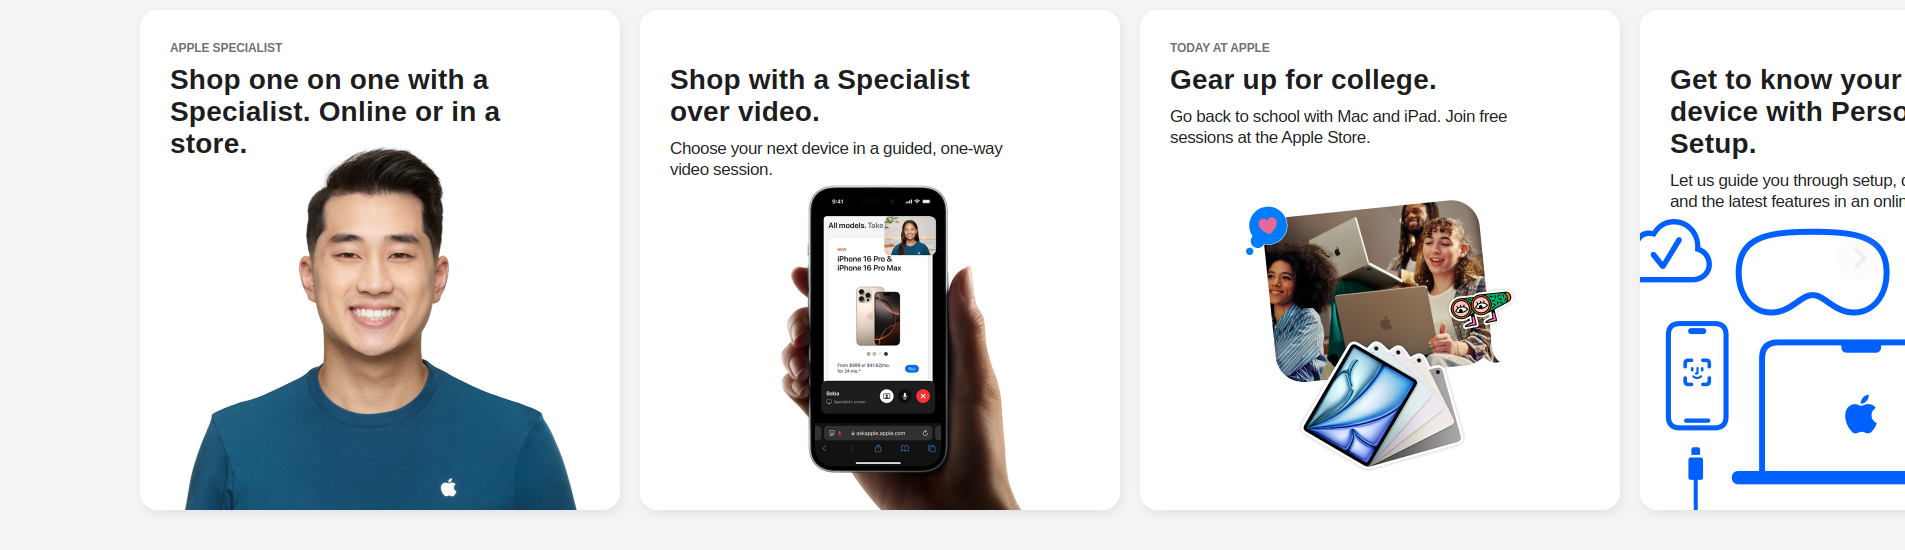 APPLE SPECIALIST
Shop one on one with a
Specialist. Online or in a
store.
Shop with a Specialist
over video.
Choose your next device in a guided, one-way
video session.
9:41
All models. Take
NEW
iPhone 16 Pro &
iPhone 16 Pro Max
From $999 or $41.62/mo.
for 24 mo.*
Buy
Beba
Specialist's screen
askapple.apple.com
TODAY AT APPLE
Gear up for college.
Go back to school with Mac and iPad. Join free
sessions at the Apple Store.
Get to know your
device with Perso
Setup.
Let us guide you through setup,
and the latest features in an onlin